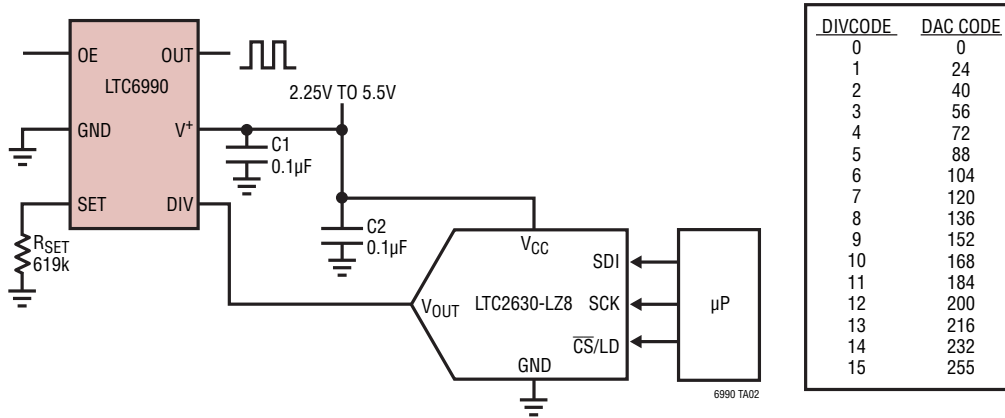 OE OUT
LTC6990
2.25V TO 5.5V
GND V+
C1
0.1µF
SET DIV
RSET
619k
C2
0.1µF
VCC
SDI
VOUT LTC2630-LZ8 SCK µP
CS/LD
GND
6990 TA02
DIVCODE DAC CODE
0 0
1 24
2 40
3 56
4 72
5 88
6 104
7 120
8 136
9 152
10 168
11 184
12 200
13 216
14 232
15 255